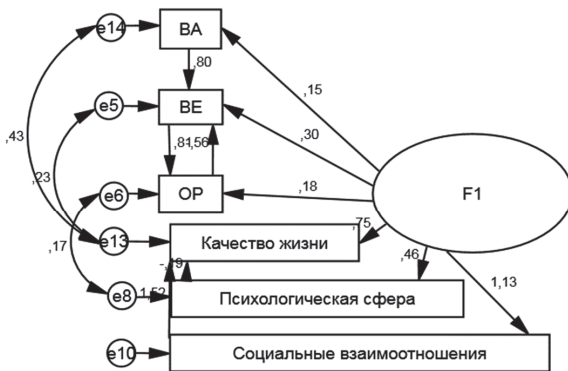 e14
BA
,80
,15
e5
BE
,43
,30
,81
,56
,23
e6
OP
,18
F1
,17
,75
e13
Качество жизни
-,19
,46
e8
1,52
Психологическая сфера
1,13
e10
Социальные взаимоотношения